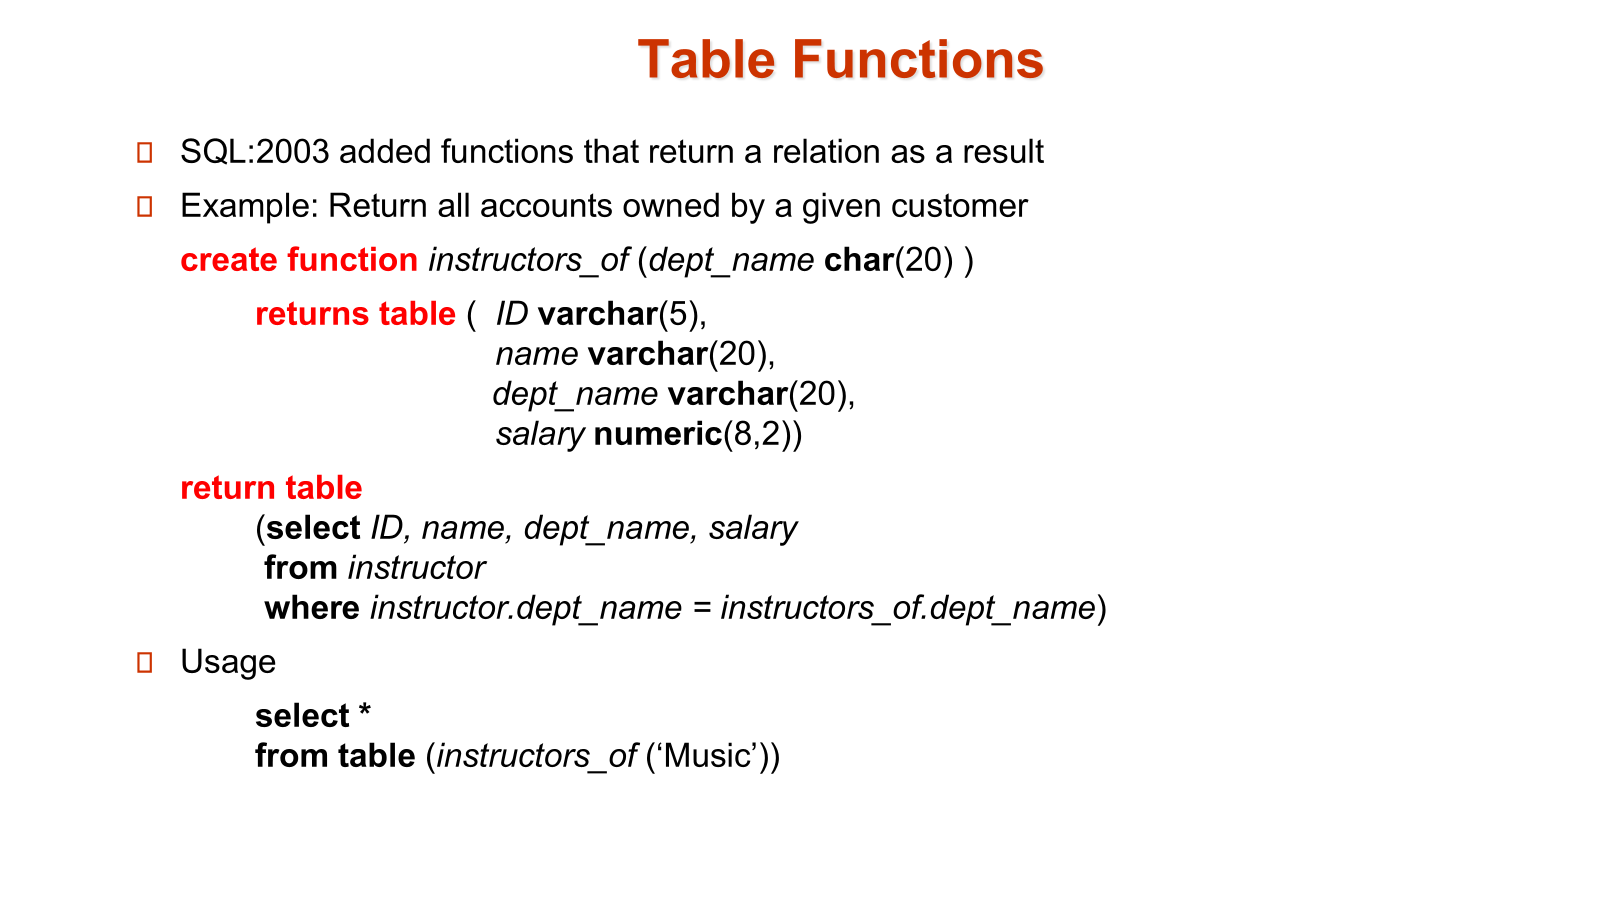 Table Functions
SQL:2003 added functions that return a relation as a result
Example: Return all accounts owned by a given customer
create function instructors_of (dept_name char(20) )
returns table ( ID varchar(5),
name varchar(20),
dept_name varchar(20),
salary numeric(8,2))
return table
(select ID, name, dept_name, salary
from instructor
where instructor.dept_name = instructors_of.dept_name)
Usage
select *
from table (instructors_of (‘Music’))